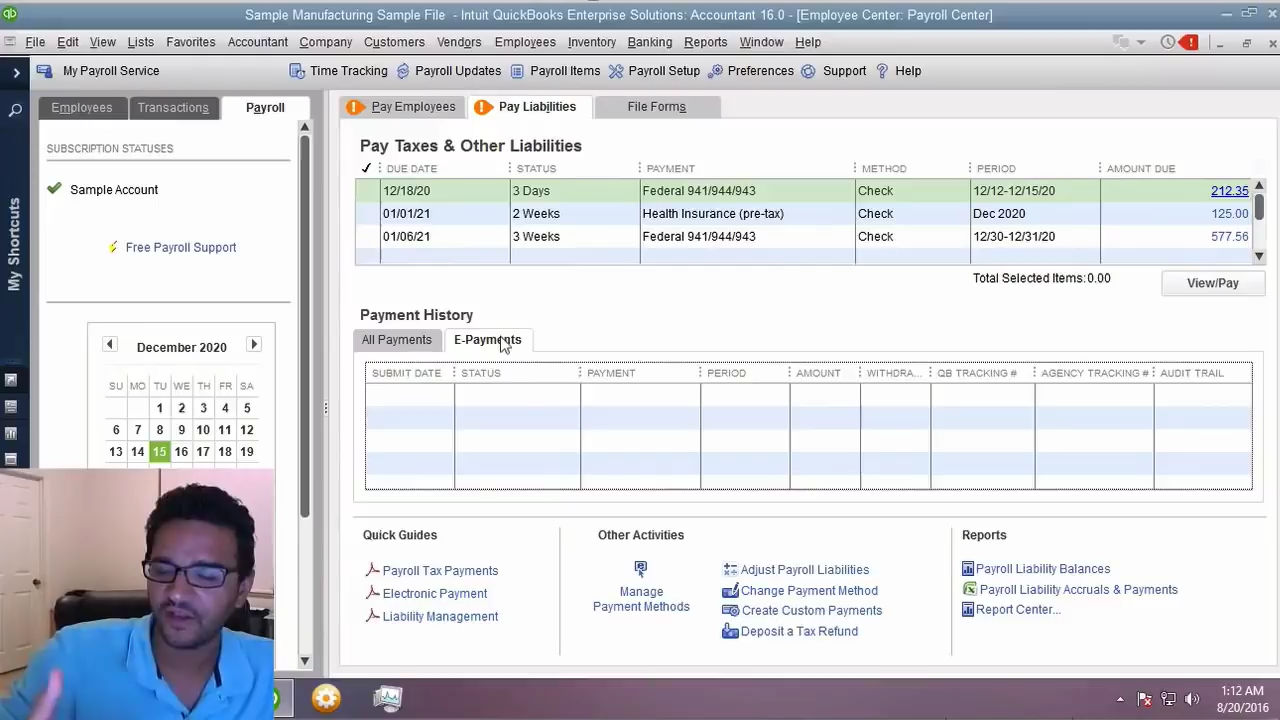 Sample Manufacturing Sample File - Intuit QuickBooks Enterprise Solutions: Accountant 16.0 - [Employee Center: Payroll Center]
File Edit View Lists Favorites Accountant Company Customers Vendors Employees Inventory Banking Reports Window Help
My Payroll Service Time Tracking Payroll Updates Payroll Items Payroll Setup Preferences Support Help
My Shortcuts
Employees Transactions Payroll
SUBSCRIPTION STATUSES
Sample Account
Free Payroll Support
December 2020
SU MO TU WE TH FR SA
1 2 3 4 5
6 7 8 9 10 11 12
13 14 15 16 17 18 19
Pay Employees Pay Liabilities File Forms
Pay Taxes & Other Liabilities
DUE DATE STATUS PAYMENT METHOD PERIOD AMOUNT DUE
12/18/20 3 Days Federal 941/944/943 Check 12/12-12/15/20 212.35
01/01/21 2 Weeks Health Insurance (pre-tax) Check Dec 2020 125.00
01/06/21 3 Weeks Federal 941/944/943 Check 12/30-12/31/20 577.56
Total Selected Items:0.00
View/Pay
Payment History
All Payments E-Payments
SUBMIT DATE STATUS PAYMENT PERIOD AMOUNT WITHDRA... QB TRACKING # AGENCY TRACKING # AUDIT TRAIL
Quick Guides
Payroll Tax Payments
Electronic Payment
Liability Management
Other Activities
Manage
Payment Methods
Adjust Payroll Liabilities
Change Payment Method
Create Custom Payments
Deposit a Tax Refund
Reports
Payroll Liability Balances
Payroll Liability Accruals & Payments
Report Center...
1:12 AM
8/20/2016